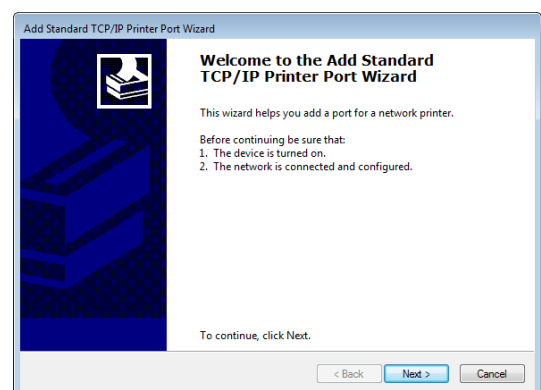 Add Standard TCP/IP Printer Port Wizard
Welcome to the Add Standard
TCP/IP Printer Port Wizard
This wizard helps you add a port for a network printer.
Before continuing be sure that:
1. The device is turned on.
2. The network is connected and configured.
To continue, click Next.
< Back
Next >
Cancel